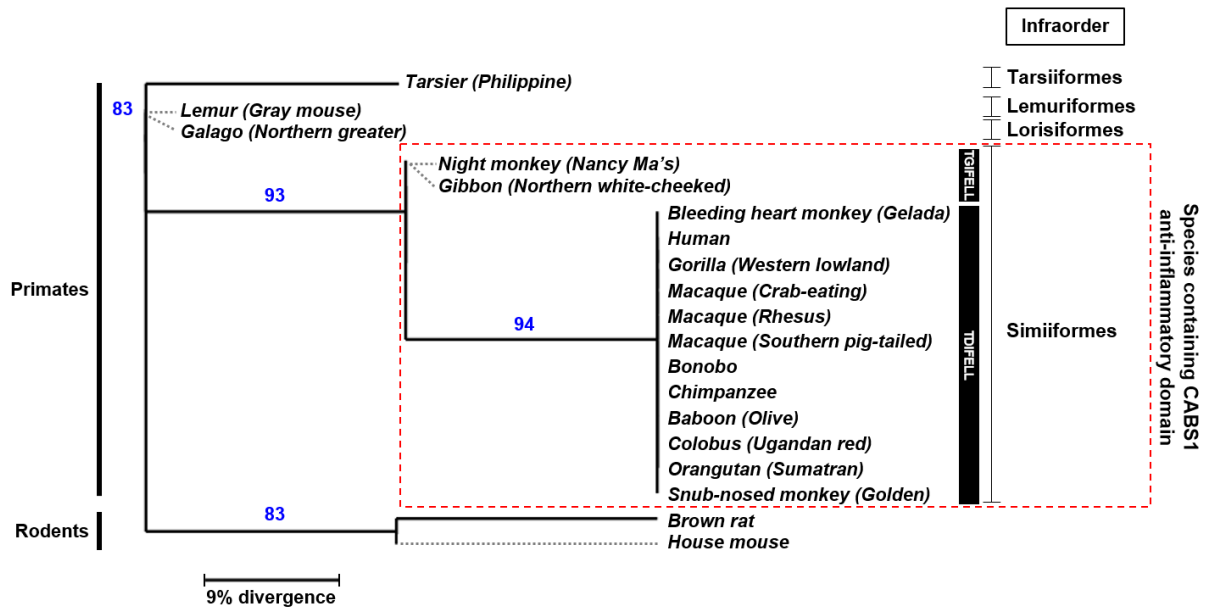 Infraorder
Tarsier (Philippine)
Tarsiiformes
83
Lemur (Gray mouse)
Lemuriformes
Galago (Northern greater)
Lorisiformes
Night monkey (Nancy Ma's)
Gibbon (Northern white-cheeked)
TGIFELL
93
Bleeding heart monkey (Gelada)
Human
Gorilla (Western lowland)
Primates
Macaque (Crab-eating)
Macaque (Rhesus)
94
Macaque (Southern pig-tailed)
TDIFELL
Simiiformes
Species containing CABS1
anti-inflammatory domain
Bonobo
Chimpanzee
Baboon (Olive)
Colobus (Ugandan red)
Orangutan (Sumatran)
Snub-nosed monkey (Golden)
83
Rodents
Brown rat
House mouse
9% divergence